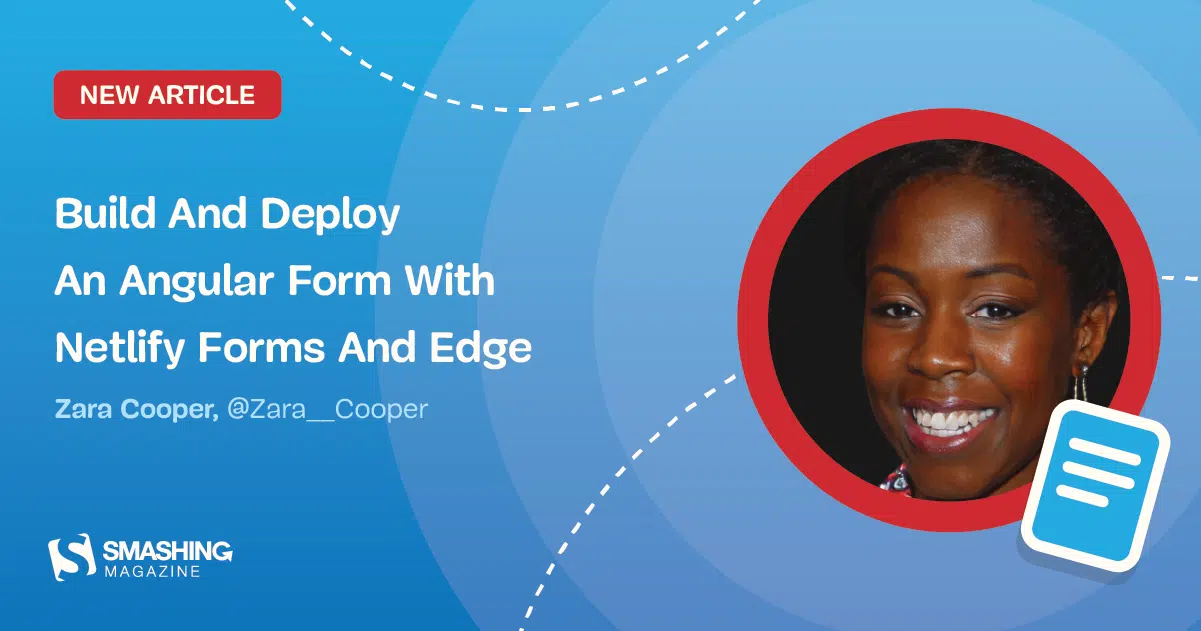 NEW ARTICLE
Build And Deploy
An Angular Form With
Netlify Forms And Edge
Zara Cooper, @Zara__Cooper
SMASHING
MAGAZINE